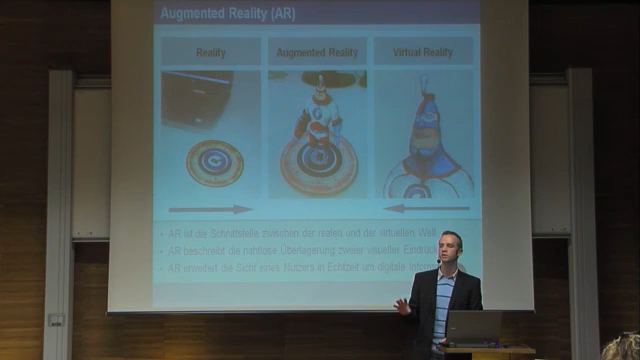 Augmented Reality (AR)
Reality
Augmented Reality
Virtual Reality
• AR ist die Schnittstelle zwischen der realen und der virtuellen Welt
• AR beschreibt die nahtlose Überlagerung zweier visueller
• AR erweitert die Sicht eines Nutzers in Echtzeit um digitale